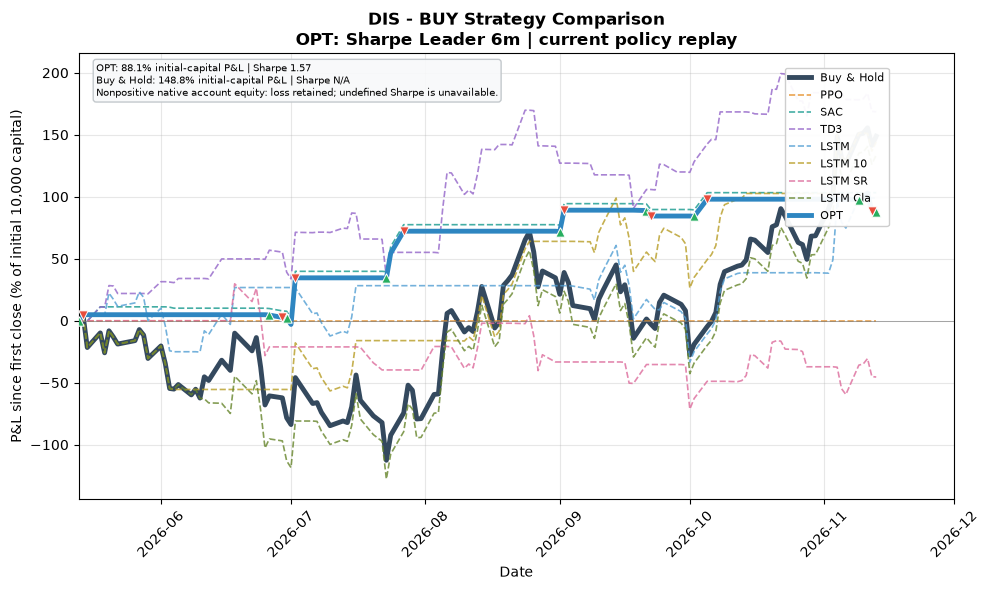 DIS - BUY Strategy Comparison
OPT: Sharpe Leader 6m | current policy replay
OPT: 88.1% initial-capital P&L | Sharpe 1.57
Buy & Hold: 148.8% initial-capital P&L | Sharpe N/A
Nonpositive native account equity: loss retained; undefined Sharpe is unavailable.
Buy & Hold
PPO
SAC
TD3
LSTM
LSTM 10
LSTM SR
LSTM Gla
OPT
P&L since first close (% of initial 10,000 capital)
200
150
100
50
0
−50
−100
2026-06
2026-07
2026-08
2026-09
2026-10
2026-11
2026-12
Date